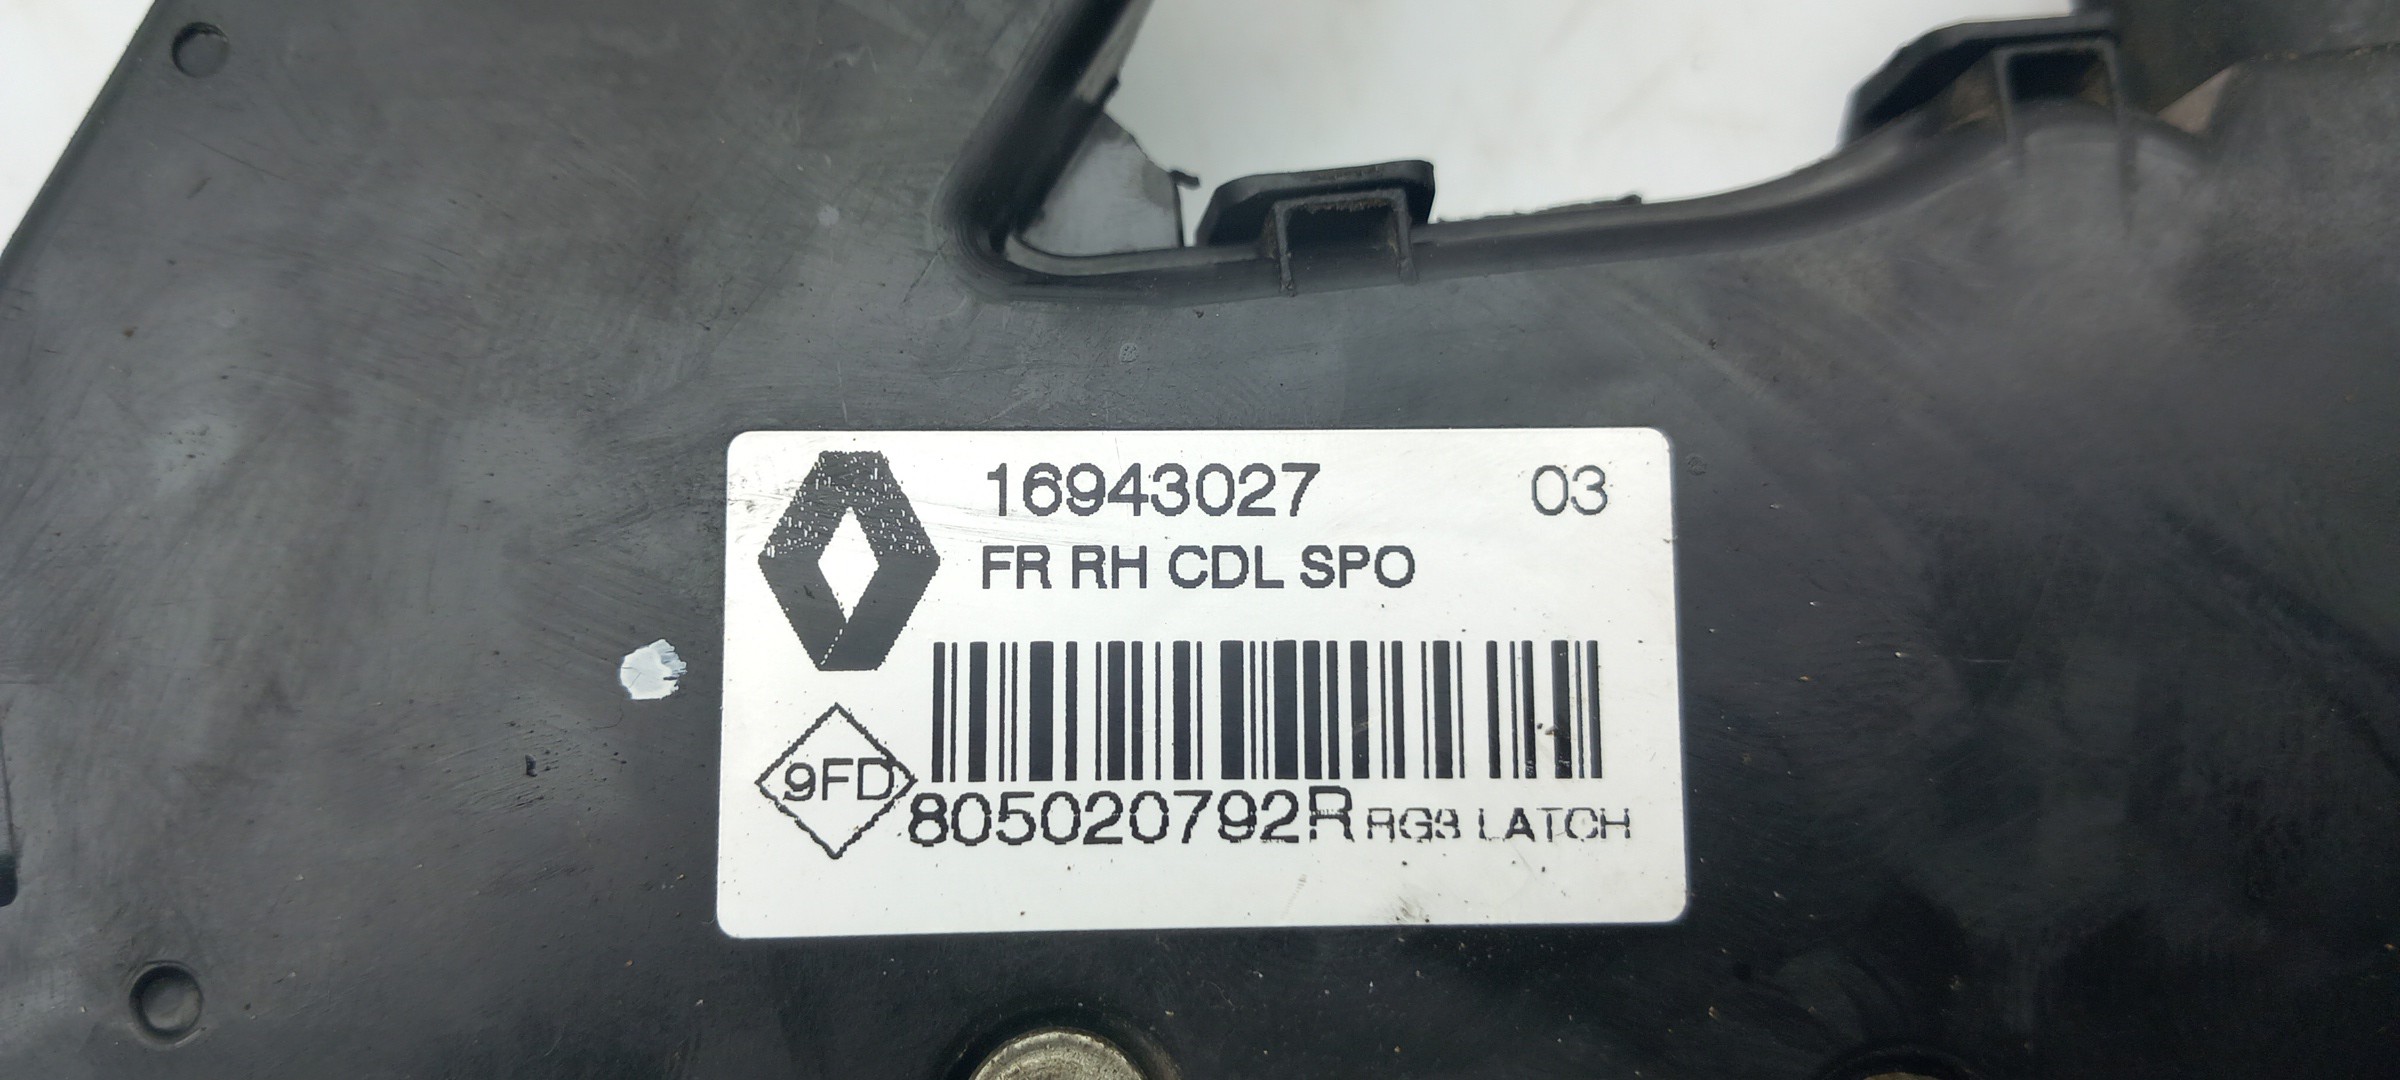 16943027 03
FR RH CDL SPO
9FD
805020792R RG3 LATCH